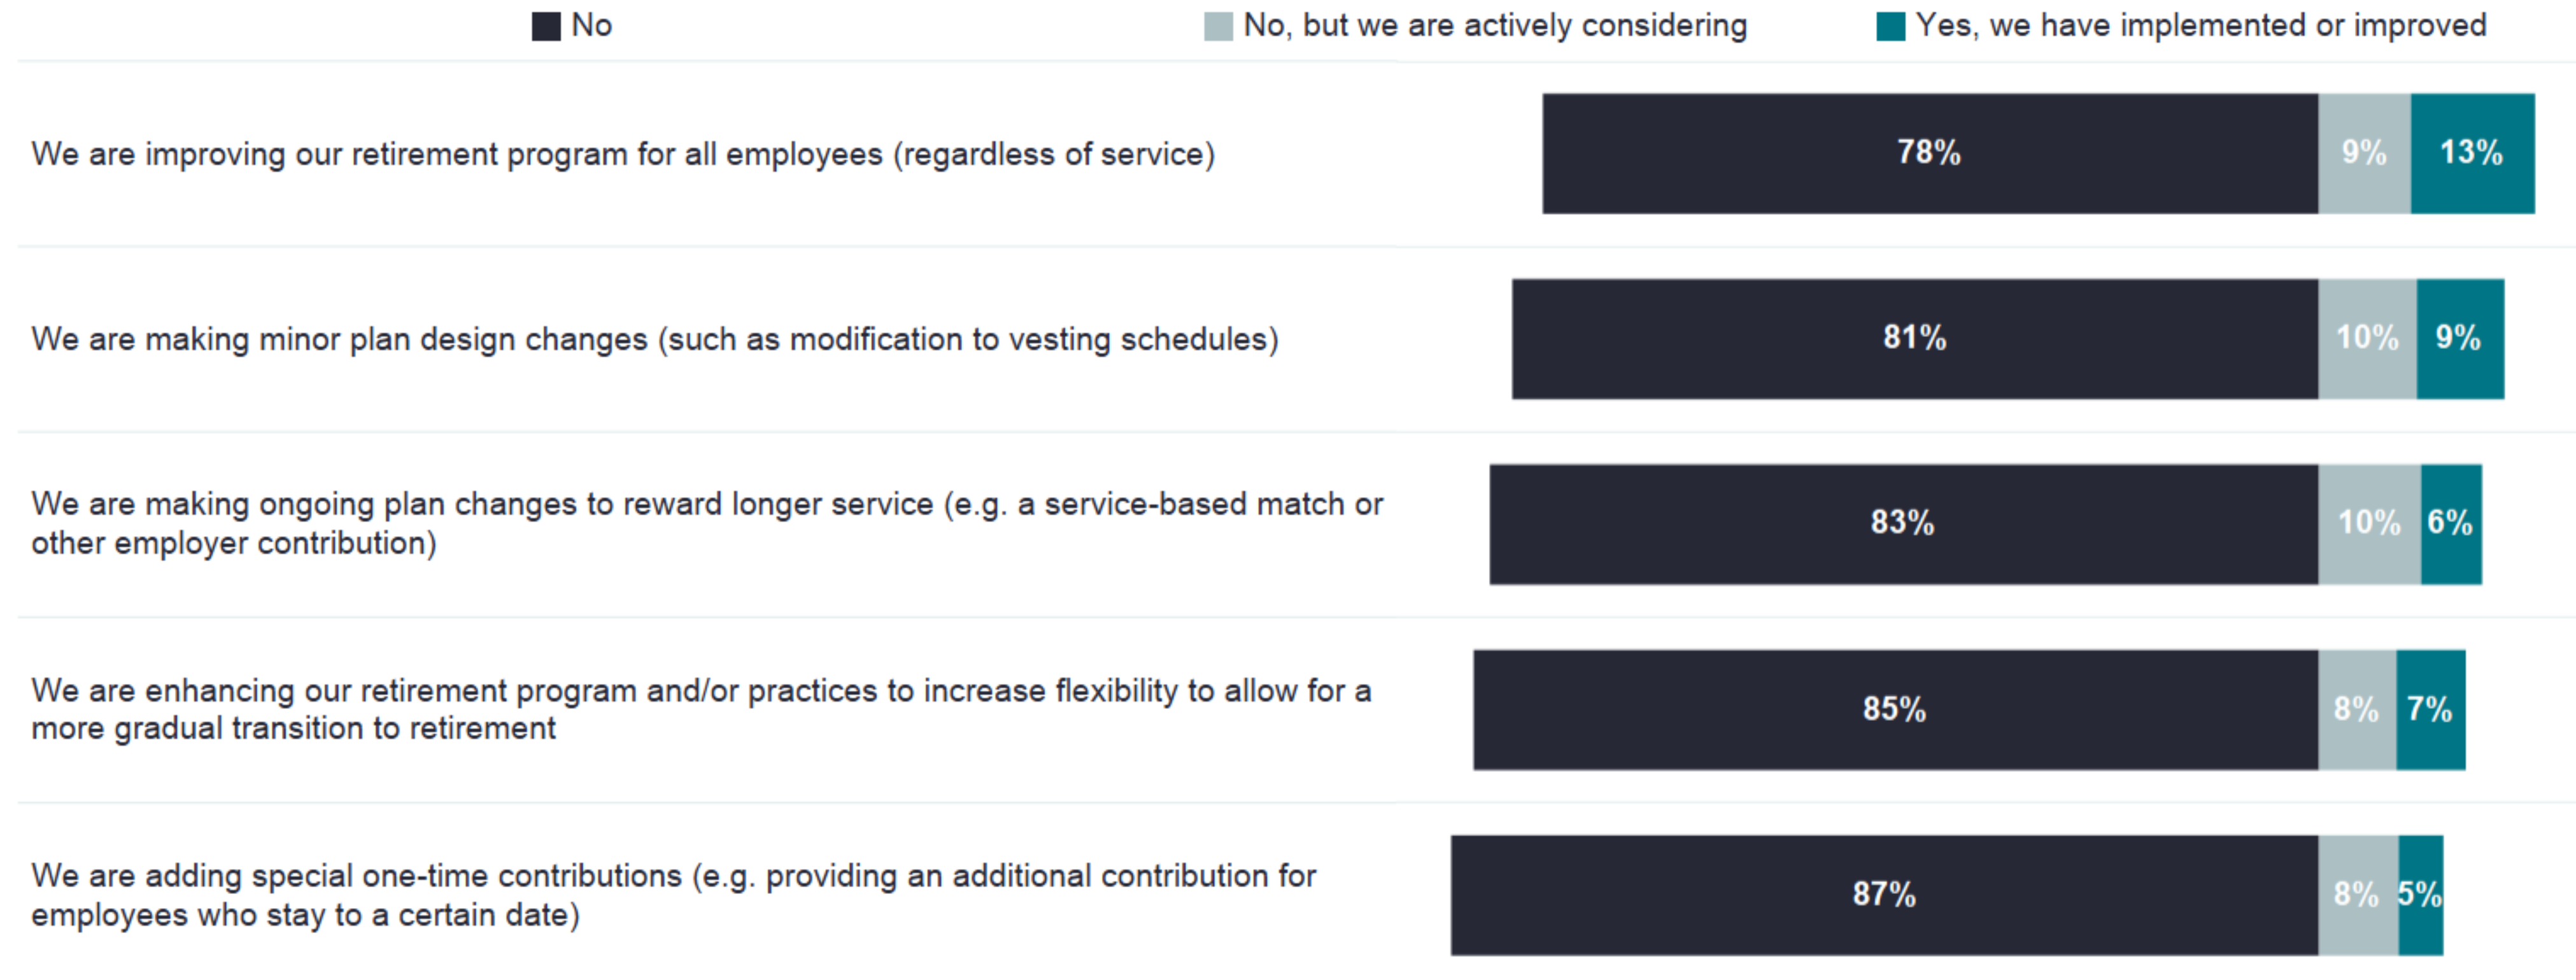 No
No, but we are actively considering
Yes, we have implemented or improved
We are improving our retirement program for all employees (regardless of service)
78%
9%
13%
We are making minor plan design changes (such as modification to vesting schedules)
81%
10%
9%
We are making ongoing plan changes to reward longer service (e.g. a service-based match or
other employer contribution)
83%
10%
6%
We are enhancing our retirement program and/or practices to increase flexibility to allow for a
more gradual transition to retirement
85%
8%
7%
We are adding special one-time contributions (e.g. providing an additional contribution for
employees who stay to a certain date)
87%
8%
5%